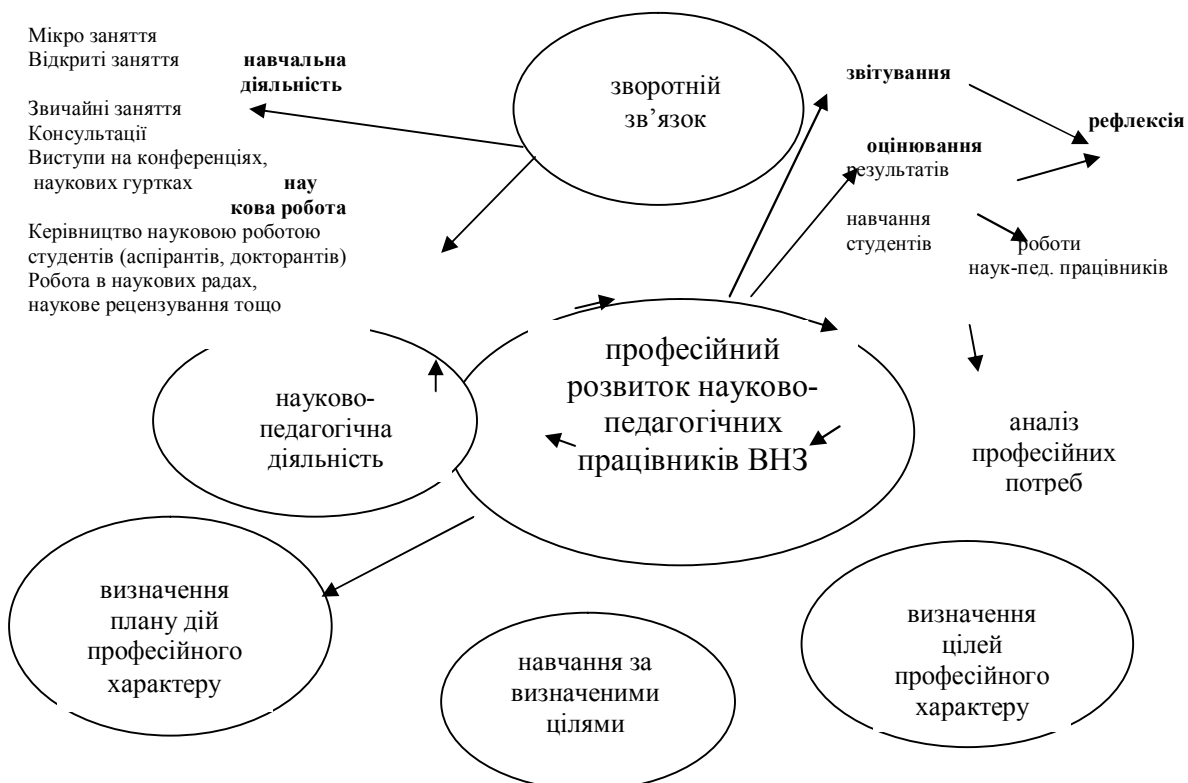 Мікро заняття
Відкриті заняття
навчальна
діяльність
Звичайні заняття
Консультації
Виступи на конференціях,
наукових гуртках
нау
кова робота
Керівництво науковою роботою
студентів (аспірантів, докторантів)
Робота в наукових радах,
наукове рецензування тощо
зворотній
зв’язок
звітування
рефлексія
оцінювання
результатів
навчання
студентів
роботи
наук-пед. працівників
науково-
педагогічна
діяльність
професійний
розвиток науково-
педагогічних
працівників ВНЗ
аналіз
професійних
потреб
визначення
плану дій
професійного
характеру
навчання за
визначеними
цілями
визначення
цілей
професійного
характеру